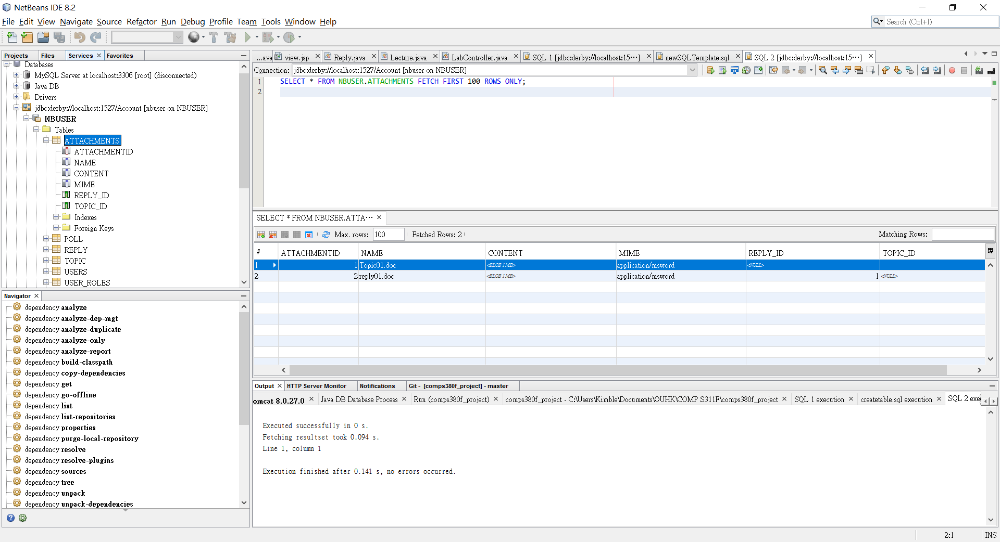 NetBeans IDE 8.2
File Edit View Navigate Source Refactor Run Debug Profile Team Tools Window Help
Search (Ctrl+I)
Projects Files Services Favorites
Databases
MySQL Server at localhost:3306 [root] (disconnected)
Java DB
Drivers
jdbc:derby://localhost:1527/Account [nbuser on NBUSER]
NBUSER
Tables
ATTACHMENTS
ATTACHMENTID
NAME
CONTENT
MIME
REPLY_ID
TOPIC_ID
Indexes
Foreign Keys
POLL
REPLY
TOPIC
USERS
USER_ROLES
Navigator
dependency analyze
dependency analyze-dep-mgt
dependency analyze-duplicate
dependency analyze-only
dependency analyze-report
dependency build-classpath
dependency copy-dependencies
dependency get
dependency go-offline
dependency list
dependency list-repositories
dependency properties
dependency purge-local-repository
dependency resolve
dependency resolve-plugins
dependency sources
dependency tree
dependency unpack
dependency unpack-dependencies
...ava view.jsp Reply.java Lecture.java LabController.java SQL 1 [jdbc:derby://localhost:15···] newSQLTemplate.sql SQL 2 [jdbc:derby://localhost:15···]
Connection: jdbc:derby://localhost:1527/Account [nbuser on NBUSER]
1 SELECT * FROM NBUSER.ATTACHMENTS FETCH FIRST 100 ROWS ONLY;
2
SELECT * FROM NBUSER.ATTA···
Max. rows: 100 Fetched Rows: 2 Matching Rows:
# ATTACHMENTID NAME CONTENT MIME REPLY_ID TOPIC_ID
1 1 Topic01.doc <BLOB 1 MB> application/msword <NULL>
2 2 reply01.doc <BLOB 1 MB> application/msword 1 <NULL>
Output HTTP Server Monitor Notifications Git - [comps380f_project] - master
omcat 8.0.27.0 Java DB Database Process Run (comps380f_project) comps380f_project - C:\Users\Kimble\Documents\OUHK\COMP S311F\comps380f_project SQL 1 execution createtable.sql execution SQL 2 exe
Executed successfully in 0 s.
Fetching resultset took 0.094 s.
Line 1, column 1
Execution finished after 0.141 s, no errors occurred.
2:1 INS